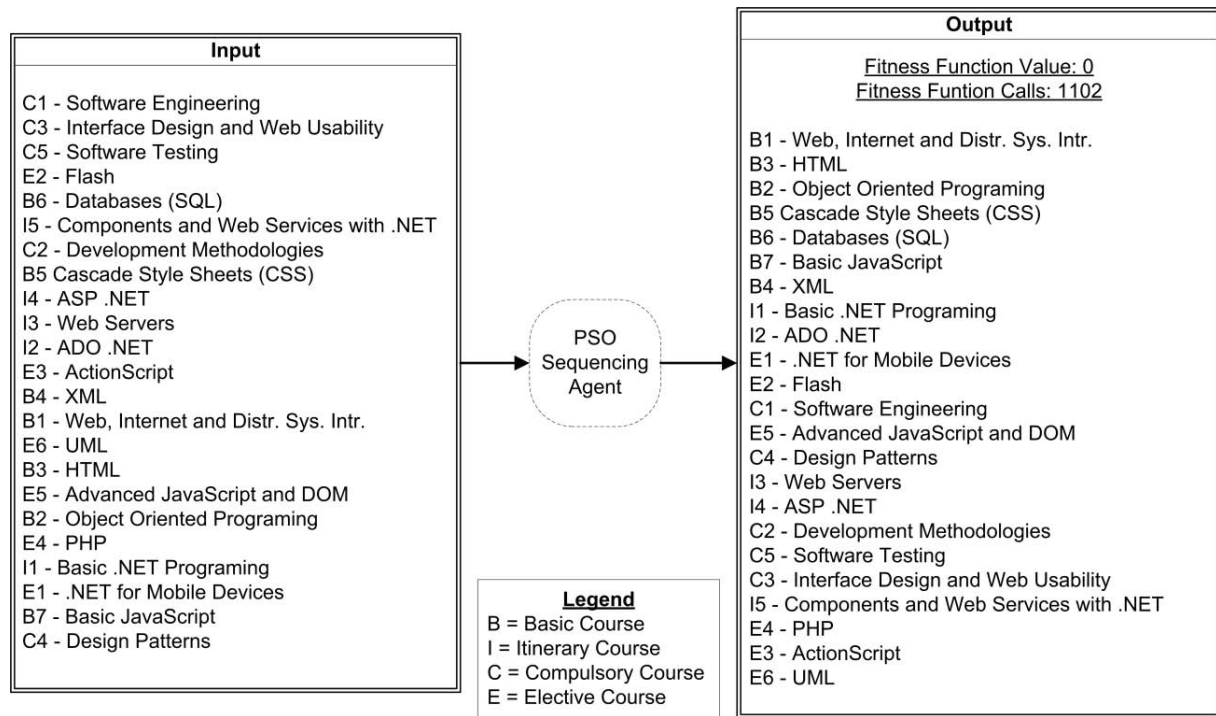 Input
C1 - Software Engineering
C3 - Interface Design and Web Usability
C5 - Software Testing
E2 - Flash
B6 - Databases (SQL)
I5 - Components and Web Services with .NET
C2 - Development Methodologies
B5 Cascade Style Sheets (CSS)
I4 - ASP .NET
I3 - Web Servers
I2 - ADO .NET
E3 - ActionScript
B4 - XML
B1 - Web, Internet and Distr. Sys. Intr.
E6 - UML
B3 - HTML
E5 - Advanced JavaScript and DOM
B2 - Object Oriented Programing
E4 - PHP
I1 - Basic .NET Programing
E1 - .NET for Mobile Devices
B7 - Basic JavaScript
C4 - Design Patterns
PSO
Sequencing
Agent
Legend
B = Basic Course
I = Itinerary Course
C = Compulsory Course
E = Elective Course
Output
Fitness Function Value: 0
Fitness Funtion Calls: 1102
B1 - Web, Internet and Distr. Sys. Intr.
B3 - HTML
B2 - Object Oriented Programing
B5 Cascade Style Sheets (CSS)
B6 - Databases (SQL)
B7 - Basic JavaScript
B4 - XML
I1 - Basic .NET Programing
I2 - ADO .NET
E1 - .NET for Mobile Devices
E2 - Flash
C1 - Software Engineering
E5 - Advanced JavaScript and DOM
C4 - Design Patterns
I3 - Web Servers
I4 - ASP .NET
C2 - Development Methodologies
C5 - Software Testing
C3 - Interface Design and Web Usability
I5 - Components and Web Services with .NET
E4 - PHP
E3 - ActionScript
E6 - UML